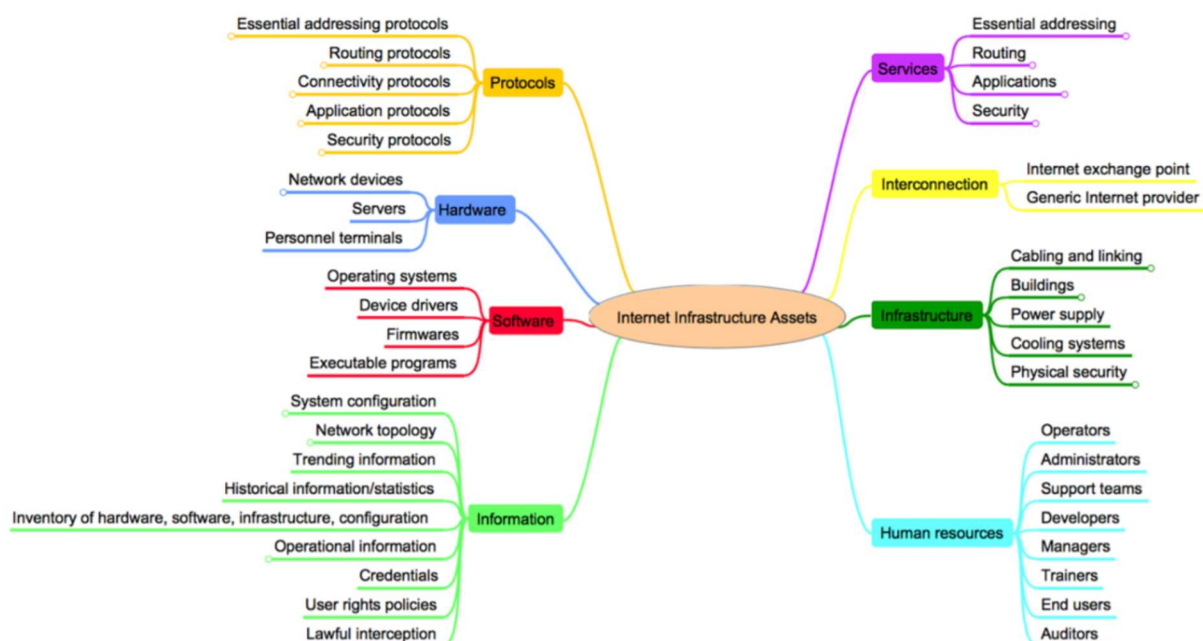 Essential addressing protocols
Routing protocols
Connectivity protocols
Application protocols
Security protocols
Protocols
Network devices
Servers
Personnel terminals
Hardware
Operating systems
Device drivers
Firmwares
Executable programs
Software
System configuration
Network topology
Trending information
Historical information/statistics
Inventory of hardware, software, infrastructure, configuration
Operational information
Credentials
User rights policies
Lawful interception
Information
Internet Infrastructure Assets
Services
Essential addressing
Routing
Applications
Security
Interconnection
Internet exchange point
Generic Internet provider
Infrastructure
Cabling and linking
Buildings
Power supply
Cooling systems
Physical security
Human resources
Operators
Administrators
Support teams
Developers
Managers
Trainers
End users
Auditors